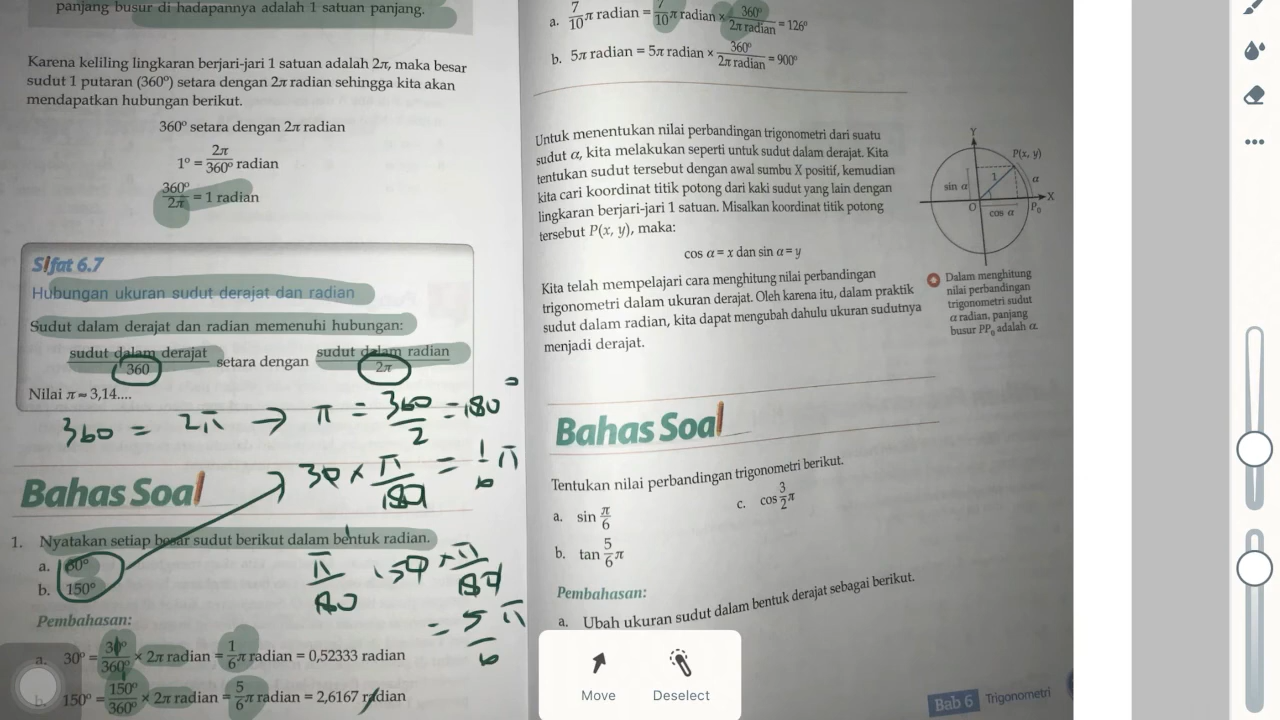 panjang busur di hadapannya adalah 1 satuan panjang.
Karena keliling lingkaran berjari-jari 1 satuan adalah 2π, maka besar
sudut 1 putaran (360°) setara dengan 2π radian sehingga kita akan
mendapatkan hubungan berikut.
360° setara dengan 2π radian
1° = 2π/360° radian
360°/2π = 1 radian
Sifat 6.7
Hubungan ukuran sudut derajat dan radian
Sudut dalam derajat dan radian memenuhi hubungan:
sudut dalam derajat/360 setara dengan sudut dalam radian/2π
Nilai π ≈ 3,14....
360 = 2π → π = 360/2 = 180°
30 × π/180 = 1/6 π
Bahas Soal
1. Nyatakan setiap besar sudut berikut dalam bentuk radian.
a. 30°
b. 150°
π/180
150 × π/180
= 5/6 π
Pembahasan:
a. 30° = 30°/360° × 2π radian = 1/6 π radian = 0,52333 radian
b. 150° = 150°/360° × 2π radian = 5/6 π radian = 2,6167 radian
a. 7/10 π radian = 7/10 π radian × 360°/2π radian = 126°
b. 5π radian = 5π radian × 360°/2π radian = 900°
Untuk menentukan nilai perbandingan trigonometri dari suatu
sudut α, kita melakukan seperti untuk sudut dalam derajat. Kita
tentukan sudut tersebut dengan awal sumbu X positif, kemudian
kita cari koordinat titik potong dari kaki sudut yang lain dengan
lingkaran berjari-jari 1 satuan. Misalkan koordinat titik potong
tersebut P(x, y), maka:
cos α = x dan sin α = y
Kita telah mempelajari cara menghitung nilai perbandingan
trigonometri dalam ukuran derajat. Oleh karena itu, dalam praktik
sudut dalam radian, kita dapat mengubah dahulu ukuran sudutnya
menjadi derajat.
Y
P(x, y)
1
α
sin α
X
O
cos α
P₀
Dalam menghitung
nilai perbandingan
trigonometri sudut
α radian, panjang
busur PP₀ adalah α.
Bahas Soal
Tentukan nilai perbandingan trigonometri berikut.
a. sin π/6
c. cos 3/2 π
b. tan 5/6 π
Pembahasan:
a. Ubah ukuran sudut dalam bentuk derajat sebagai berikut.
Move
Deselect
Bab 6 Trigonometri